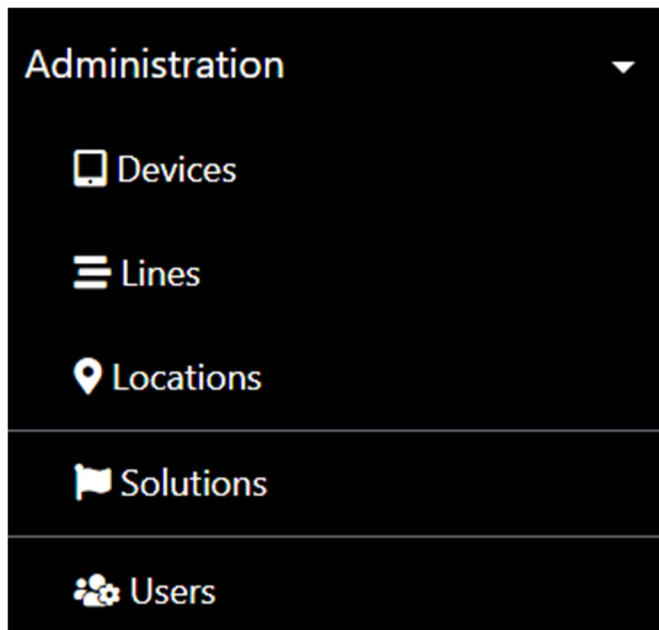 Administration
Devices
Lines
Locations
Solutions
Users